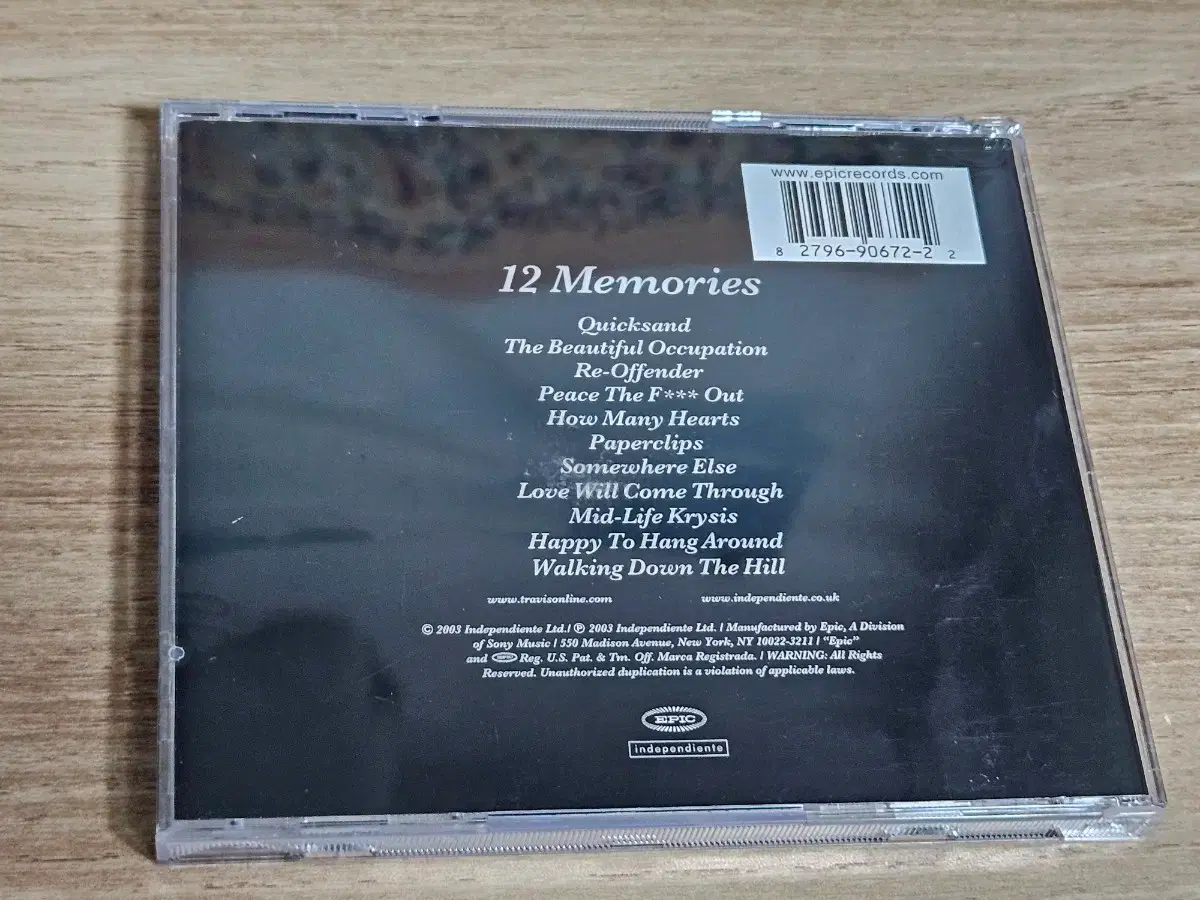 www.epicrecords.com
8 2796-90672-2 2
12 Memories
Quicksand
The Beautiful Occupation
Re-Offender
Peace The F*** Out
How Many Hearts
Paperclips
Somewhere Else
Love Will Come Through
Mid-Life Krysis
Happy To Hang Around
Walking Down The Hill
www.travisonline.com www.independiente.co.uk
© 2003 Independiente Ltd. / ℗ 2003 Independiente Ltd. / Manufactured by Epic, A Division
of Sony Music / 550 Madison Avenue, New York, NY 10022-3211 / "Epic"
and EPIC Reg. U.S. Pat. & Tm. Off. Marca Registrada. / WARNING: All Rights
Reserved. Unauthorized duplication is a violation of applicable laws.
EPIC
independiente